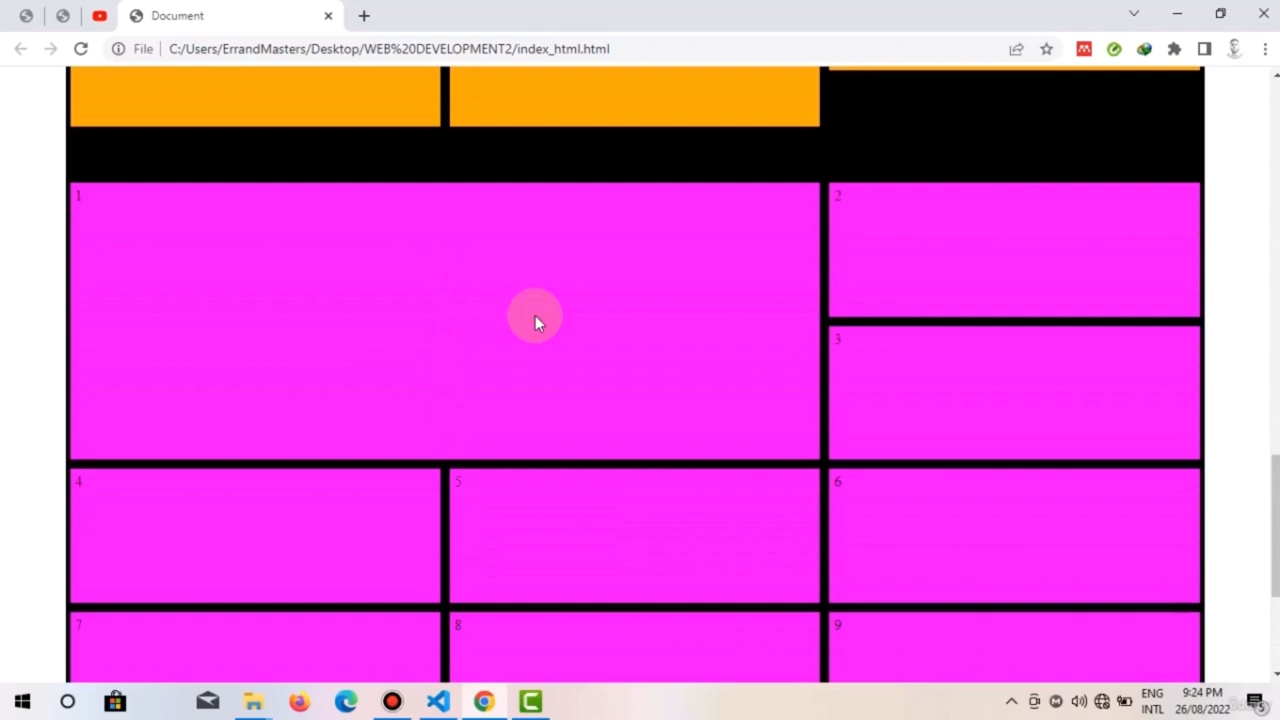 Document
File
C:/Users/ErrandMasters/Desktop/WEB%20DEVELOPMENT2/index_html.html
1
2
3
4
5
6
7
8
9
ENG
INTL
9:24 PM
26/08/2022
5